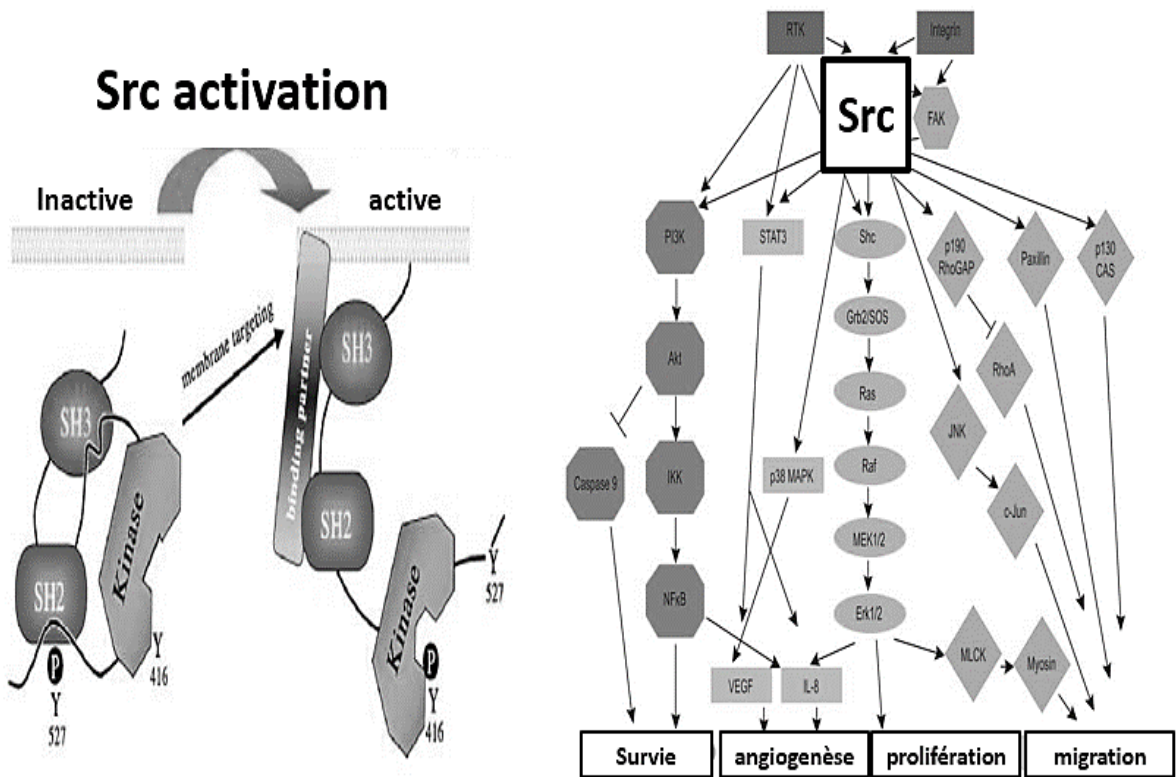 Src activation
Inactive
active
membrane targeting
binding partner
SH3
SH2
Kinase
Y
416
P
Y
527
SH3
SH2
Kinase
Y
527
P
Y
416
RTK
Integrin
Src
FAK
PI3K
STAT3
Shc
p190
RhoGAP
Paxillin
p130
CAS
Grb2/SOS
Akt
RhoA
Ras
JNK
Caspase 9
IKK
p38 MAPK
Raf
c-Jun
MEK1/2
NFκB
Erk1/2
MLCK
Myosin
VEGF
IL-8
Survie
angiogenèse
prolifération
migration